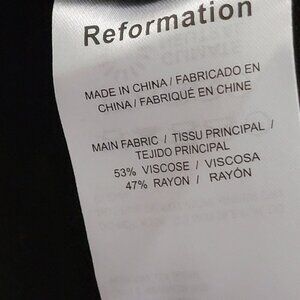 Reformation
MADE IN CHINA / FABRICADO EN
CHINA / FABRIQUÉ EN CHINE
MAIN FABRIC / TISSU PRINCIPAL /
TEJIDO PRINCIPAL
53% VISCOSE / VISCOSA
47% RAYON / RAYÓN